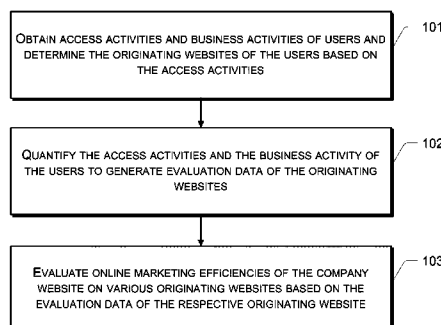 OBTAIN ACCESS ACTIVITIES AND BUSINESS ACTIVITIES OF USERS AND
DETERMINE THE ORIGINATING WEBSITES OF THE USERS BASED ON
THE ACCESS ACTIVITIES
101
QUANTIFY THE ACCESS ACTIVITIES AND THE BUSINESS ACTIVITY OF
THE USERS TO GENERATE EVALUATION DATA OF THE ORIGINATING
WEBSITES
102
EVALUATE ONLINE MARKETING EFFICIENCIES OF THE COMPANY
WEBSITE ON VARIOUS ORIGINATING WEBSITES BASED ON THE
EVALUATION DATA OF THE RESPECTIVE ORIGINATING WEBSITE
103